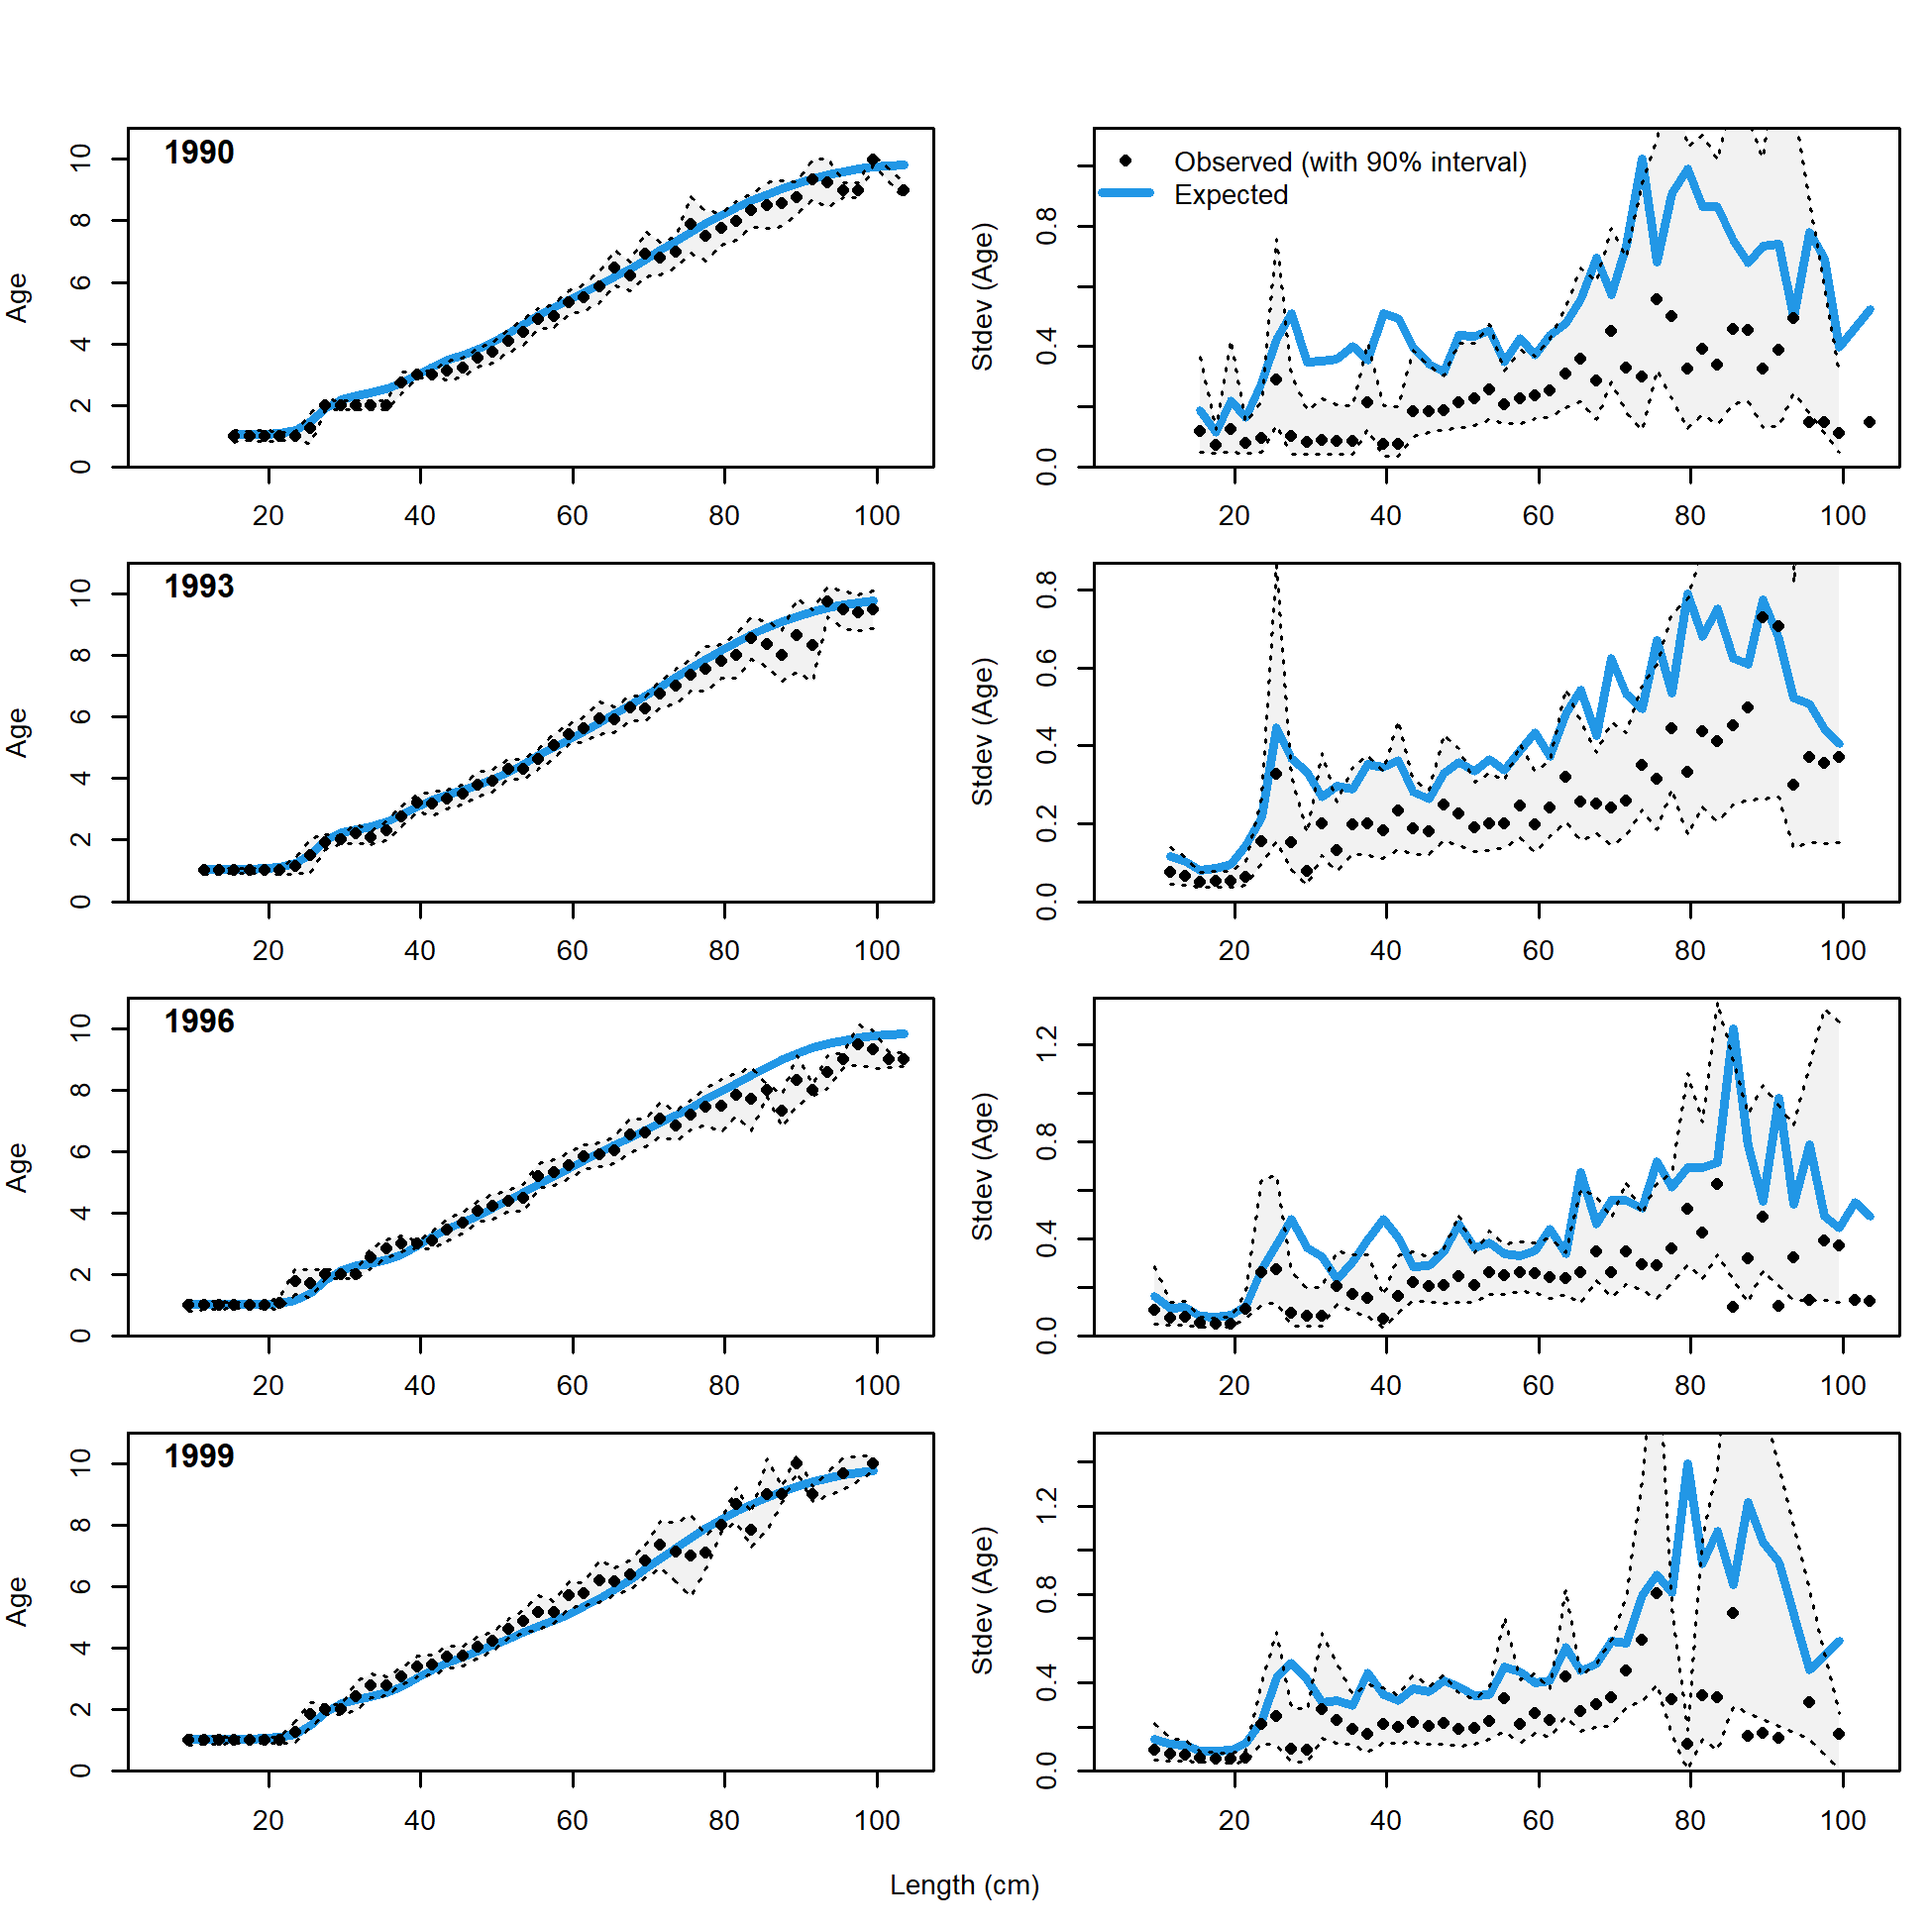 1990
Age
0 2 4 6 8 10
20 40 60 80 100
Observed (with 90% interval)
Expected
Stdev (Age)
0.0 0.4 0.8
20 40 60 80 100
1993
Age
0 2 4 6 8 10
20 40 60 80 100
Stdev (Age)
0.0 0.2 0.4 0.6 0.8
20 40 60 80 100
1996
Age
0 2 4 6 8 10
20 40 60 80 100
Stdev (Age)
0.0 0.4 0.8 1.2
20 40 60 80 100
1999
Age
0 2 4 6 8 10
20 40 60 80 100
Stdev (Age)
0.0 0.4 0.8 1.2
20 40 60 80 100
Length (cm)